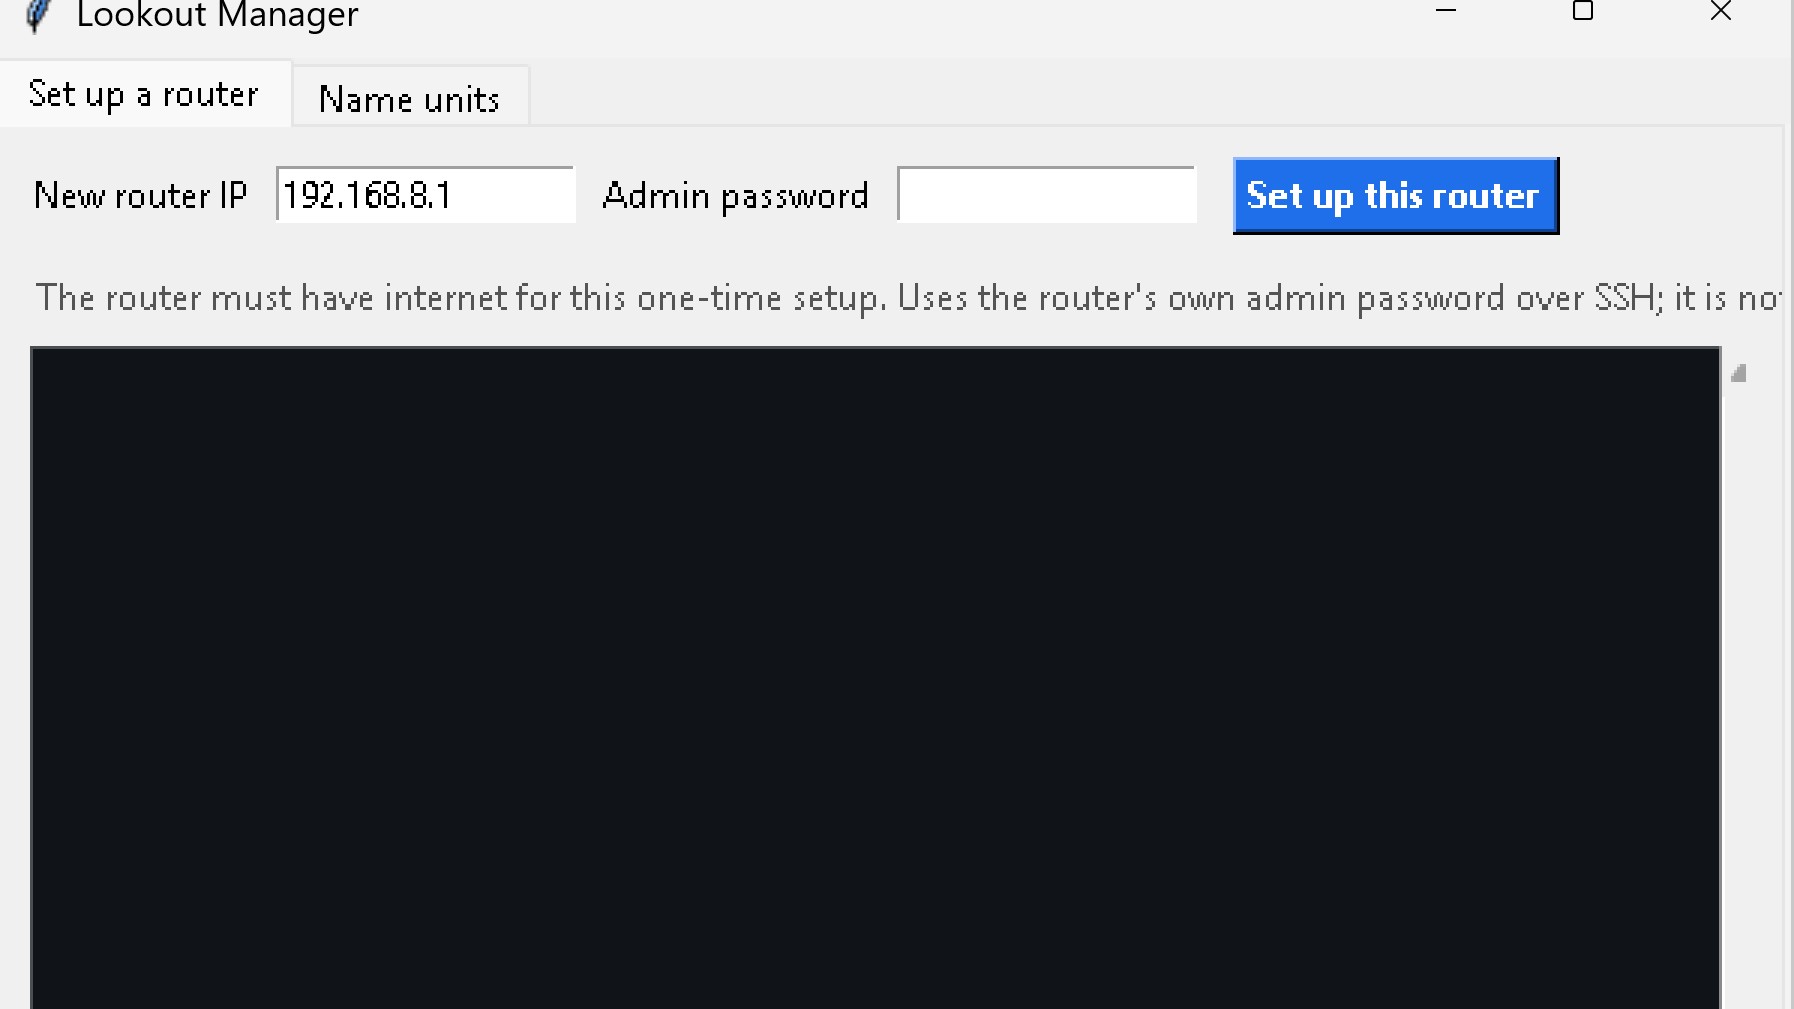 Lookout Manager
Set up a router
Name units
New router IP 192.168.8.1 Admin password Set up this router
The router must have internet for this one-time setup. Uses the router's own admin password over SSH; it is